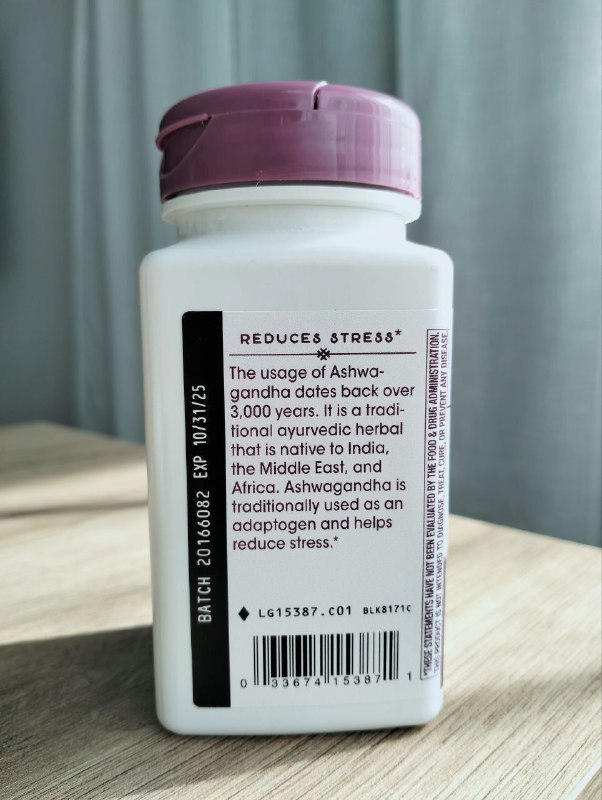 REDUCES STRESS*
The usage of Ashwa-
gandha dates back over
3,000 years. It is a tradi-
tional ayurvedic herbal
that is native to India,
the Middle East, and
Africa. Ashwagandha is
traditionally used as an
adaptogen and helps
reduce stress.*
LG15387.C01 BLK8171C
0 33674 15387 1
BATCH 20166082 EXP 10/31/25
*THESE STATEMENTS HAVE NOT BEEN EVALUATED BY THE FOOD & DRUG ADMINISTRATION.
THIS PRODUCT IS NOT INTENDED TO DIAGNOSE, TREAT, CURE, OR PREVENT ANY DISEASE.